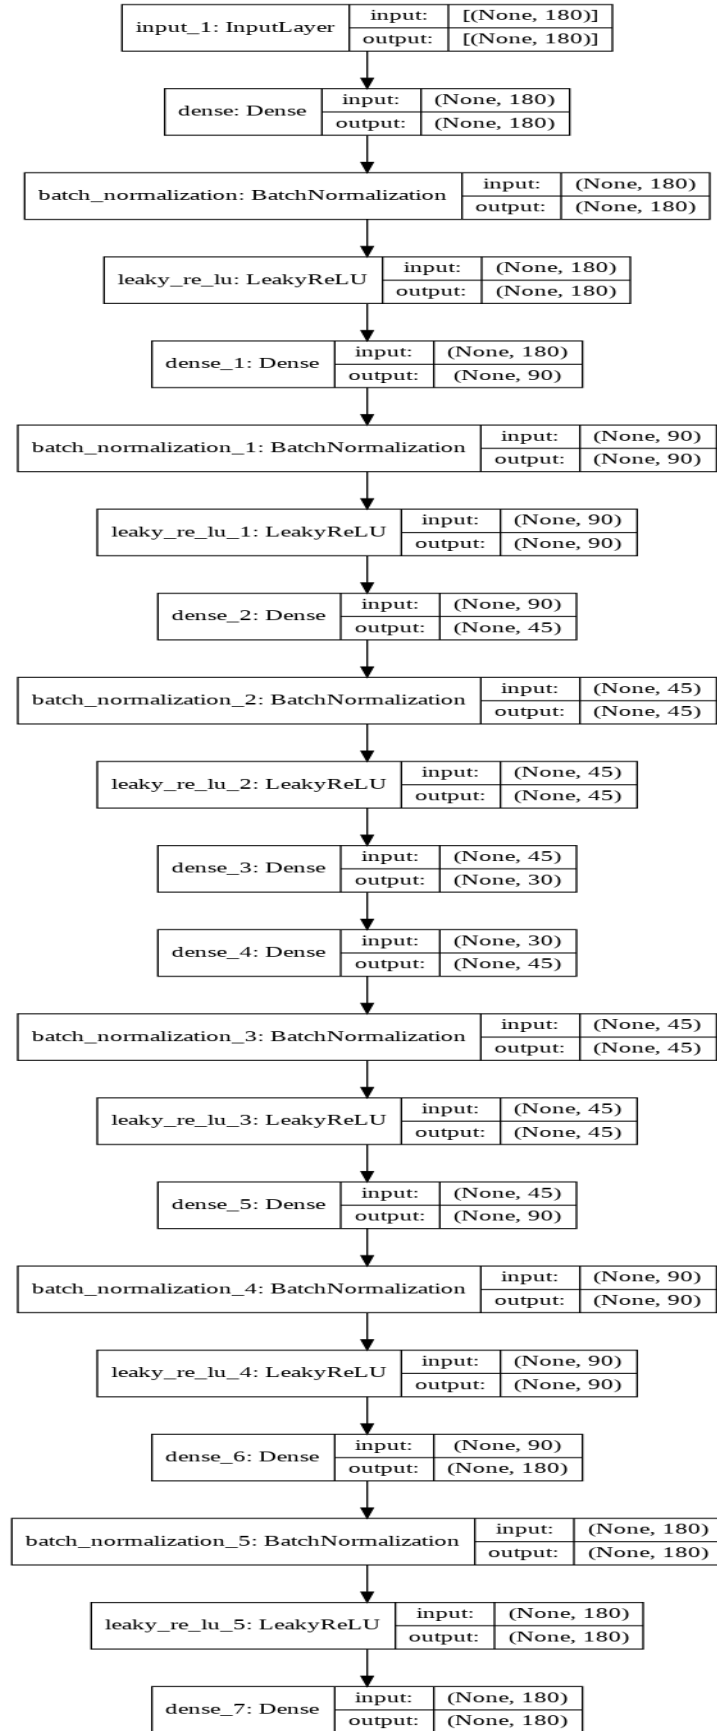 input_1: InputLayer input: [(None, 180)]
output: [(None, 180)]
dense: Dense input: (None, 180)
output: (None, 180)
batch_normalization: BatchNormalization input: (None, 180)
output: (None, 180)
leaky_re_lu: LeakyReLU input: (None, 180)
output: (None, 180)
dense_1: Dense input: (None, 180)
output: (None, 90)
batch_normalization_1: BatchNormalization input: (None, 90)
output: (None, 90)
leaky_re_lu_1: LeakyReLU input: (None, 90)
output: (None, 90)
dense_2: Dense input: (None, 90)
output: (None, 45)
batch_normalization_2: BatchNormalization input: (None, 45)
output: (None, 45)
leaky_re_lu_2: LeakyReLU input: (None, 45)
output: (None, 45)
dense_3: Dense input: (None, 45)
output: (None, 30)
dense_4: Dense input: (None, 30)
output: (None, 45)
batch_normalization_3: BatchNormalization input: (None, 45)
output: (None, 45)
leaky_re_lu_3: LeakyReLU input: (None, 45)
output: (None, 45)
dense_5: Dense input: (None, 45)
output: (None, 90)
batch_normalization_4: BatchNormalization input: (None, 90)
output: (None, 90)
leaky_re_lu_4: LeakyReLU input: (None, 90)
output: (None, 90)
dense_6: Dense input: (None, 90)
output: (None, 180)
batch_normalization_5: BatchNormalization input: (None, 180)
output: (None, 180)
leaky_re_lu_5: LeakyReLU input: (None, 180)
output: (None, 180)
dense_7: Dense input: (None, 180)
output: (None, 180)